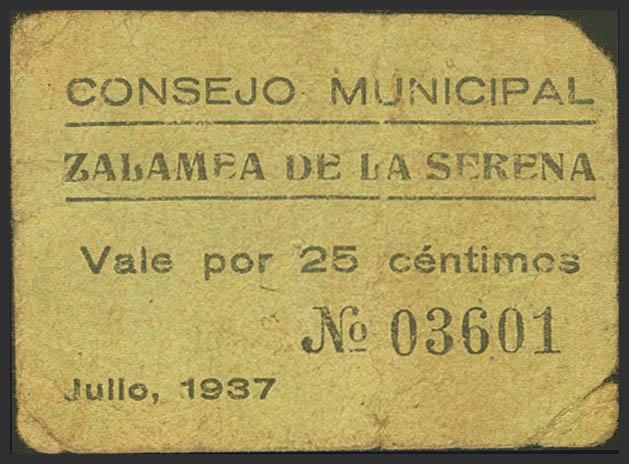 CONSEJO MUNICIPAL
ZALAMEA DE LA SERENA
Vale por 25 céntimos
Nº 03601
Julio, 1937